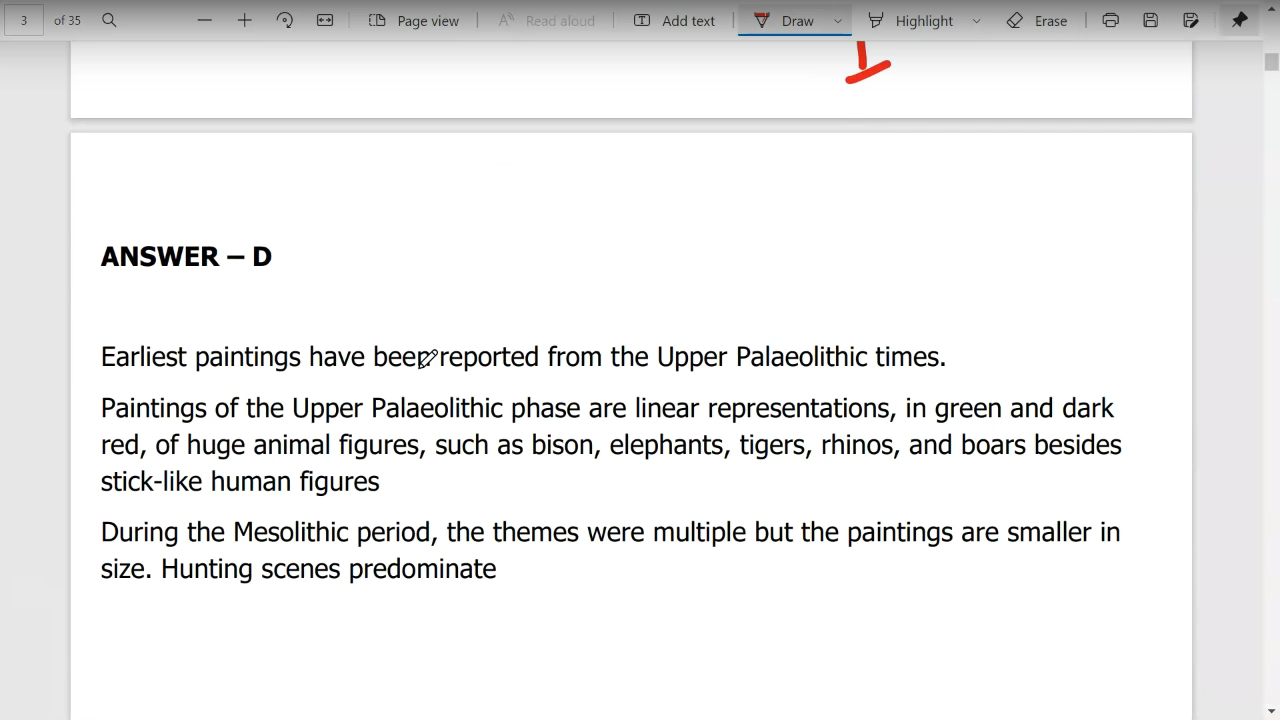 3 of 35 Page view Read aloud Add text Draw Highlight Erase
ANSWER – D
Earliest paintings have been reported from the Upper Palaeolithic times.
Paintings of the Upper Palaeolithic phase are linear representations, in green and dark
red, of huge animal figures, such as bison, elephants, tigers, rhinos, and boars besides
stick-like human figures
During the Mesolithic period, the themes were multiple but the paintings are smaller in
size. Hunting scenes predominate